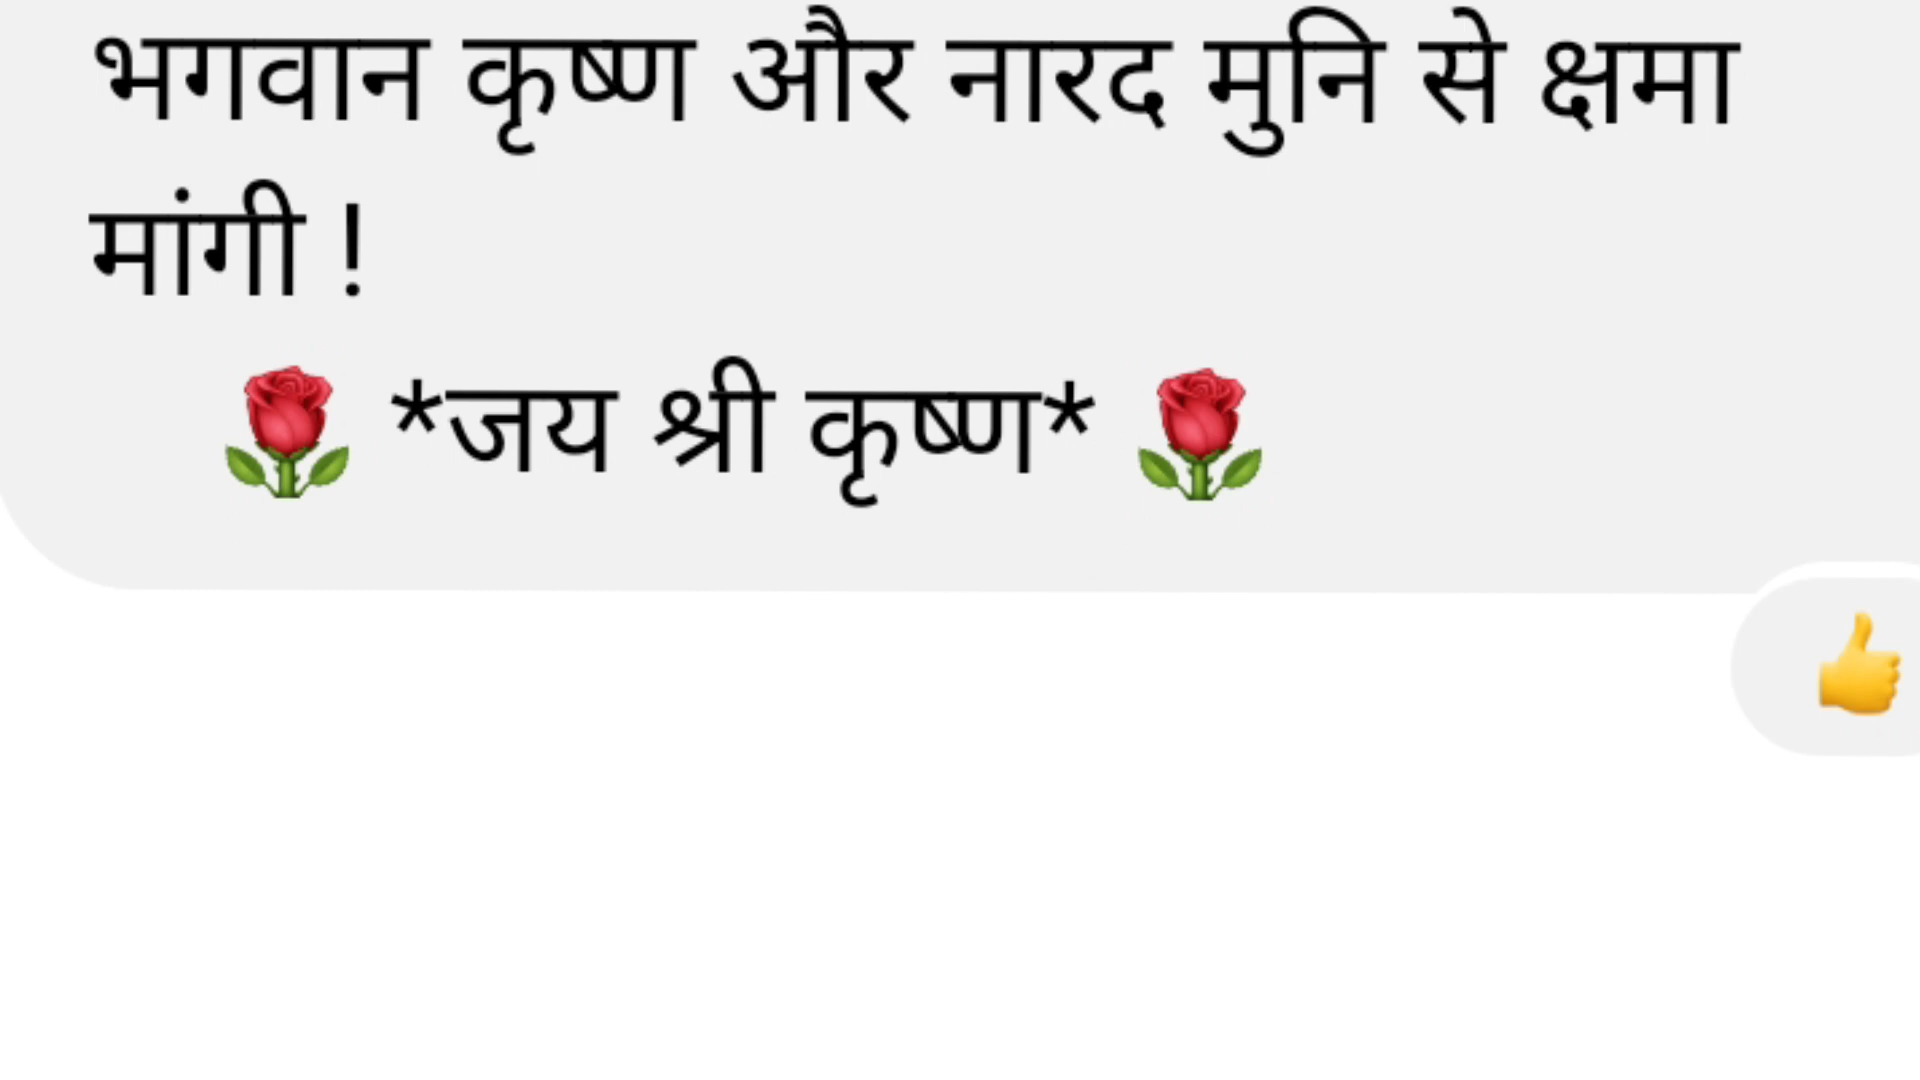 भगवान कृष्ण और नारद मुनि से क्षमा
मांगी !
🌹 *जय श्री कृष्ण* 🌹
👍